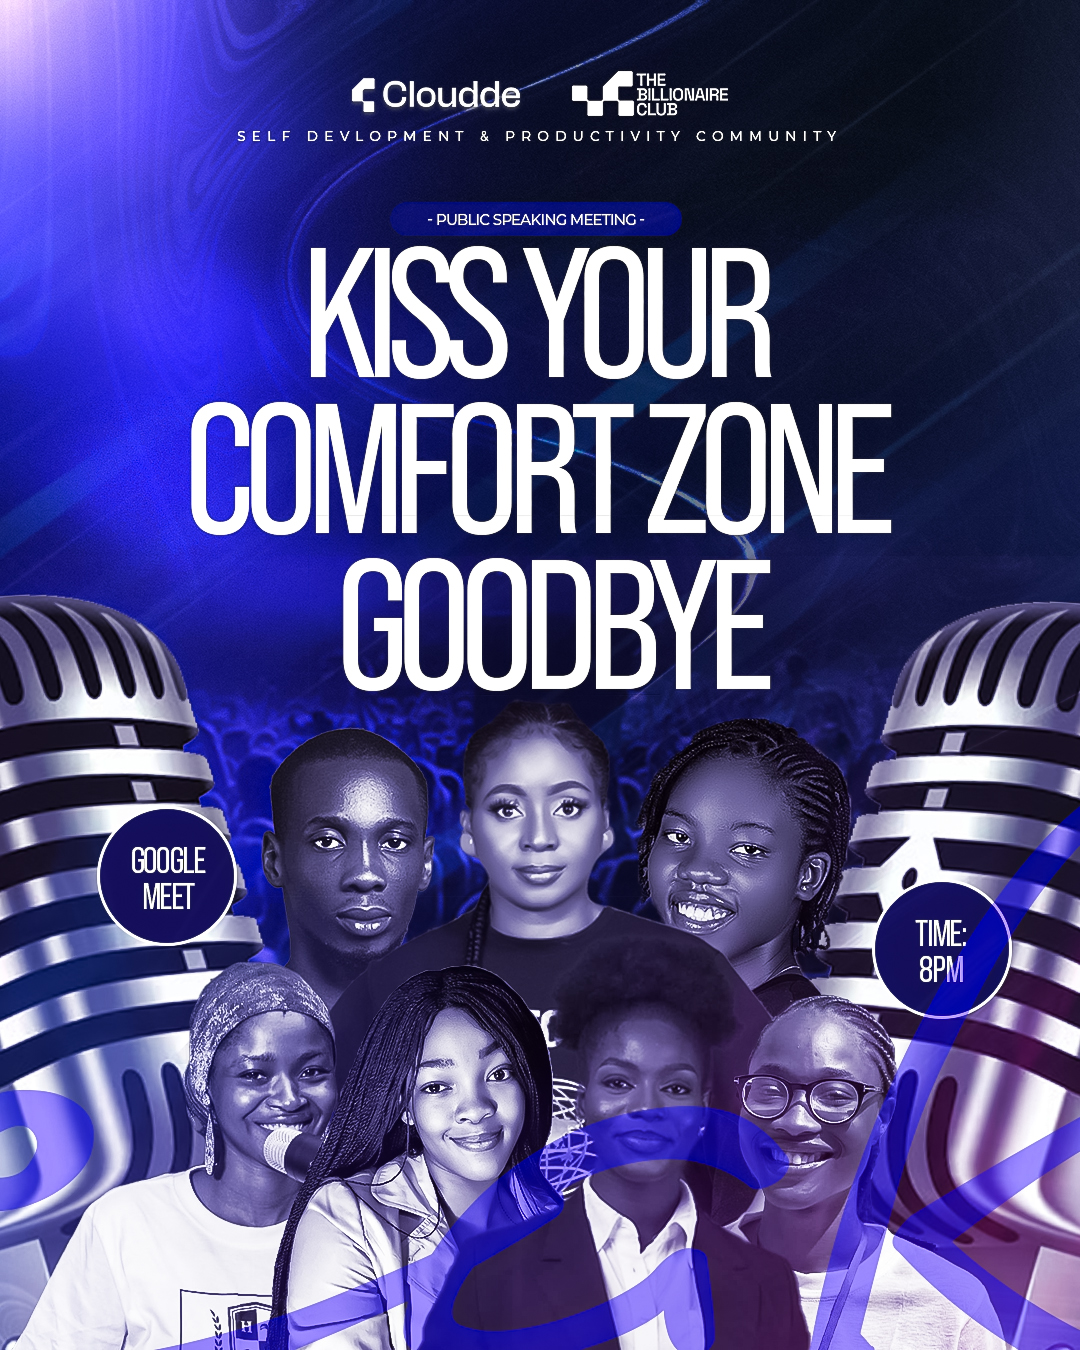 Cloudde
THE
BILLIONAIRE
CLUB
SELF DEVLOPMENT & PRODUCTIVITY COMMUNITY
- PUBLIC SPEAKING MEETING -
KISS YOUR
COMFORT ZONE
GOODBYE
GOOGLE
MEET
TIME:
8PM
H